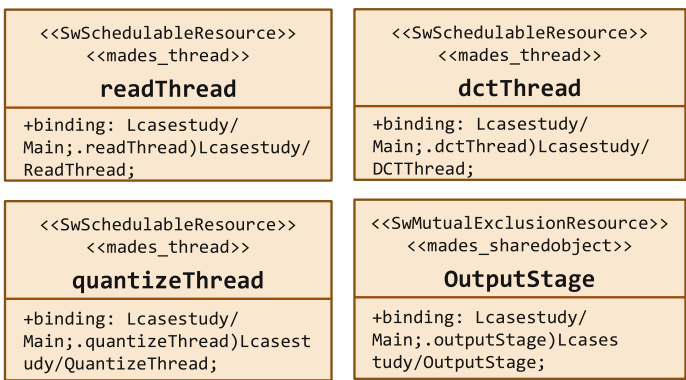 <<SwSchedulableResource>>
<<mades_thread>>
readThread
+binding: Lcasestudy/
Main;.readThread)Lcasestudy/
ReadThread;
<<SwSchedulableResource>>
<<mades_thread>>
dctThread
+binding: Lcasestudy/
Main;.dctThread)Lcasestudy/
DCTThread;
<<SwSchedulableResource>>
<<mades_thread>>
quantizeThread
+binding: Lcasestudy/
Main;.quantizeThread)Lcasest
udy/QuantizeThread;
<<SwMutualExclusionResource>>
<<mades_sharedobject>>
OutputStage
+binding: Lcasestudy/
Main;.outputStage)Lcases
tudy/OutputStage;